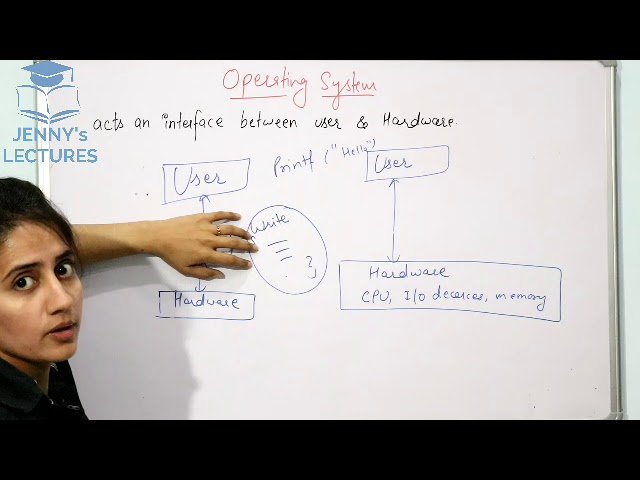 JENNY's
LECTURES
Operating System
acts an interface between user & Hardware.
User
Printf ("Hello")
User
Write
Hardware
Hardware
CPU, I/O devices, memory